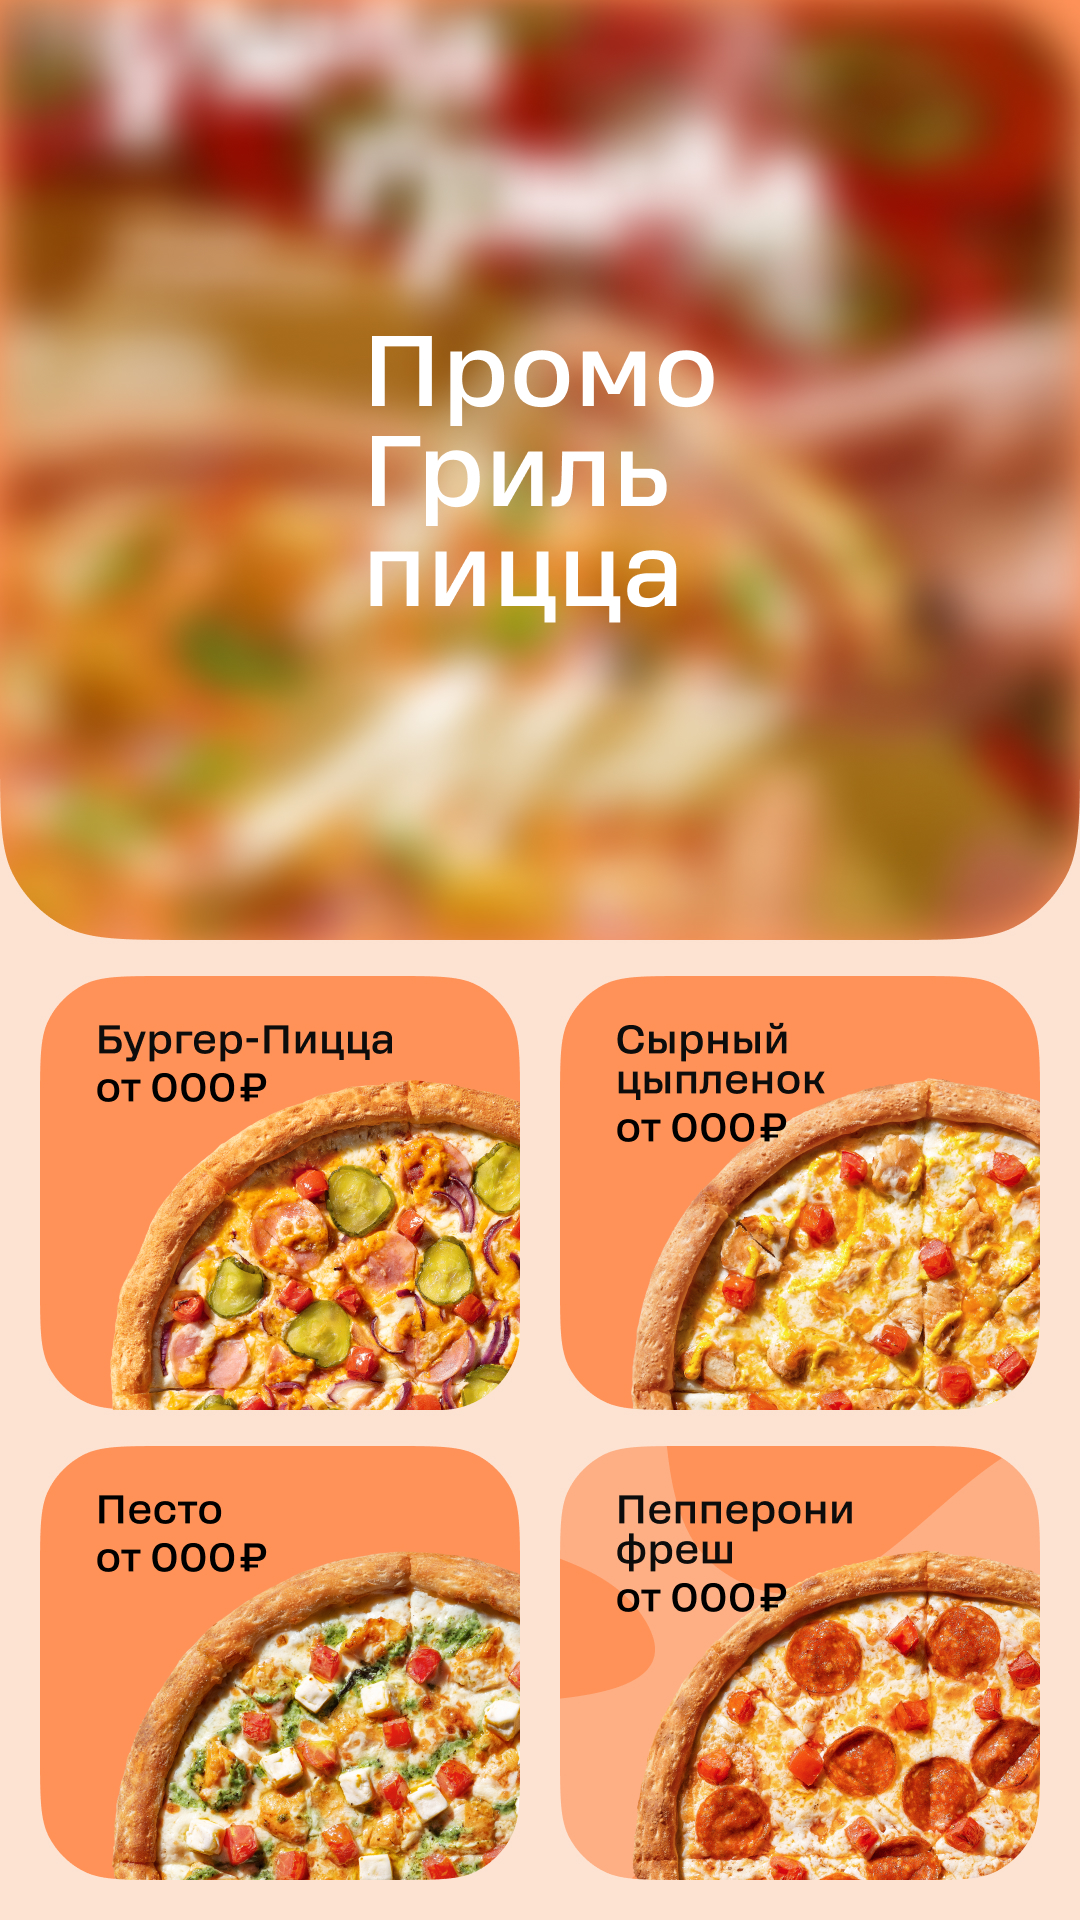 Промо
Гриль
пицца
Бургер-Пицца
от 000₽
Сырный
цыпленок
от 000₽
Песто
от 000₽
Пепперони
фреш
от 000₽